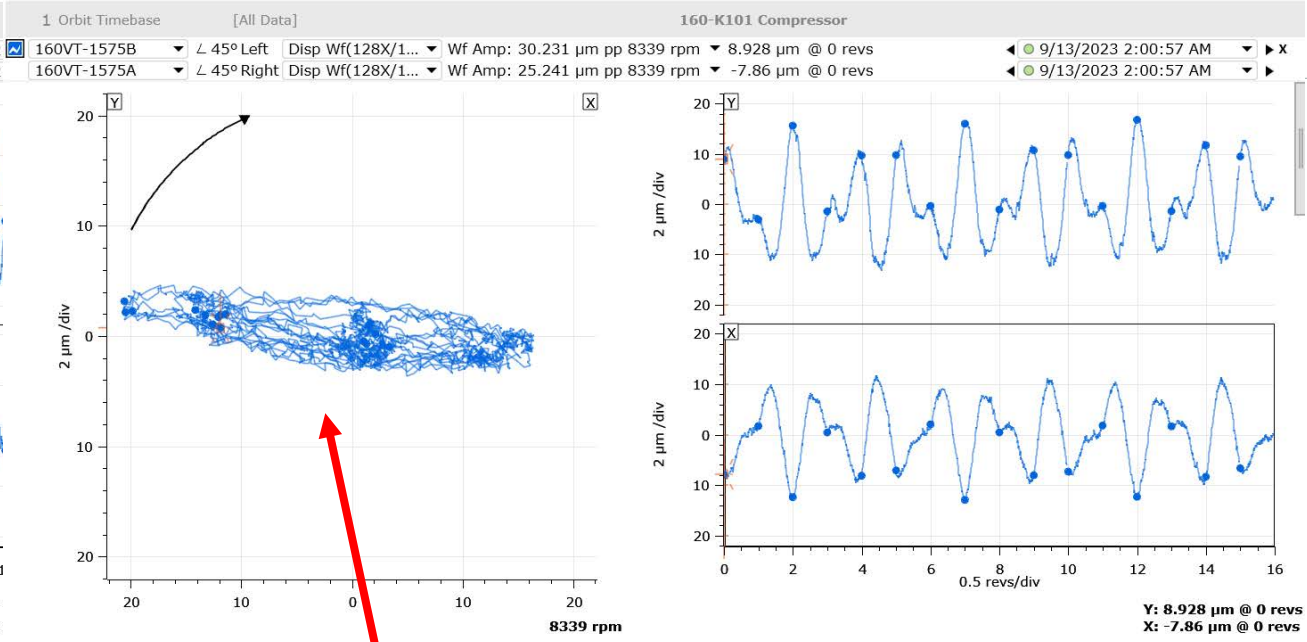 1 Orbit Timebase [All Data] 160-K101 Compressor
160VT-1575B ∠ 45º Left Disp Wf(128X/1... Wf Amp: 30.231 µm pp 8339 rpm 8.928 µm @ 0 revs 9/13/2023 2:00:57 AM X
160VT-1575A ∠ 45º Right Disp Wf(128X/1... Wf Amp: 25.241 µm pp 8339 rpm -7.86 µm @ 0 revs 9/13/2023 2:00:57 AM
Y X
20
10
0
10
20
2 µm /div
20 10 0 10 20
8339 rpm
Y
20
10
0
10
20
2 µm /div
X
20
10
0
10
20
2 µm /div
0 2 4 6 8 10 12 14 16
0.5 revs/div
Y: 8.928 µm @ 0 revs
X: -7.86 µm @ 0 revs